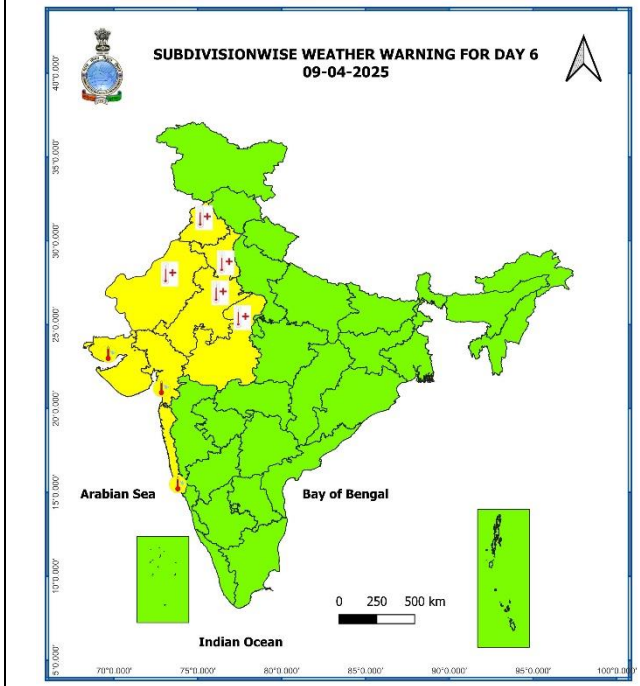 SUBDIVISIONWISE WEATHER WARNING FOR DAY 6
09-04-2025
40°0.000'
35°0.000'
30°0.000'
25°0.000'
20°0.000'
15°0.000'
10°0.000'
5°0.000'
Arabian Sea
Bay of Bengal
0 250 500 km
Indian Ocean
70°0.000' 75°0.000' 80°0.000' 85°0.000' 90°0.000' 95°0.000' 100°0.000'